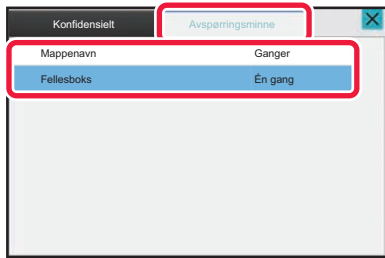 Konfidensielt
Avspørringsminne
Mappenavn Ganger
Fellesboks Én gang